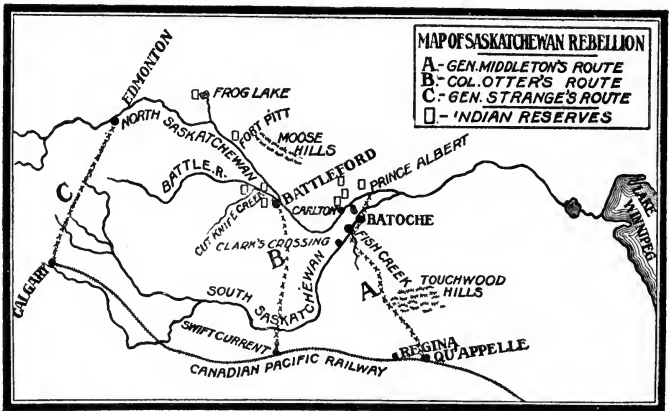 MAP OF SASKATCHEWAN REBELLION
A.- GEN. MIDDLETON'S ROUTE
B.- COL. OTTER'S ROUTE
C.- GEN. STRANGE'S ROUTE
- INDIAN RESERVES
EDMONTON
FROG LAKE
NORTH SASKATCHEWAN
FORT PITT
MOOSE
HILLS
BATTLE R.
BATTLEFORD
PRINCE ALBERT
C
CUT KNIFE CREEK
CARLTON
BATOCHE
CLARK'S CROSSING
FISH CREEK
LAKE
WINNIPEG
B
A
TOUCHWOOD
HILLS
CALGARY
SOUTH SASKATCHEWAN
SWIFT CURRENT
REGINA
QU'APPELLE
CANADIAN PACIFIC RAILWAY